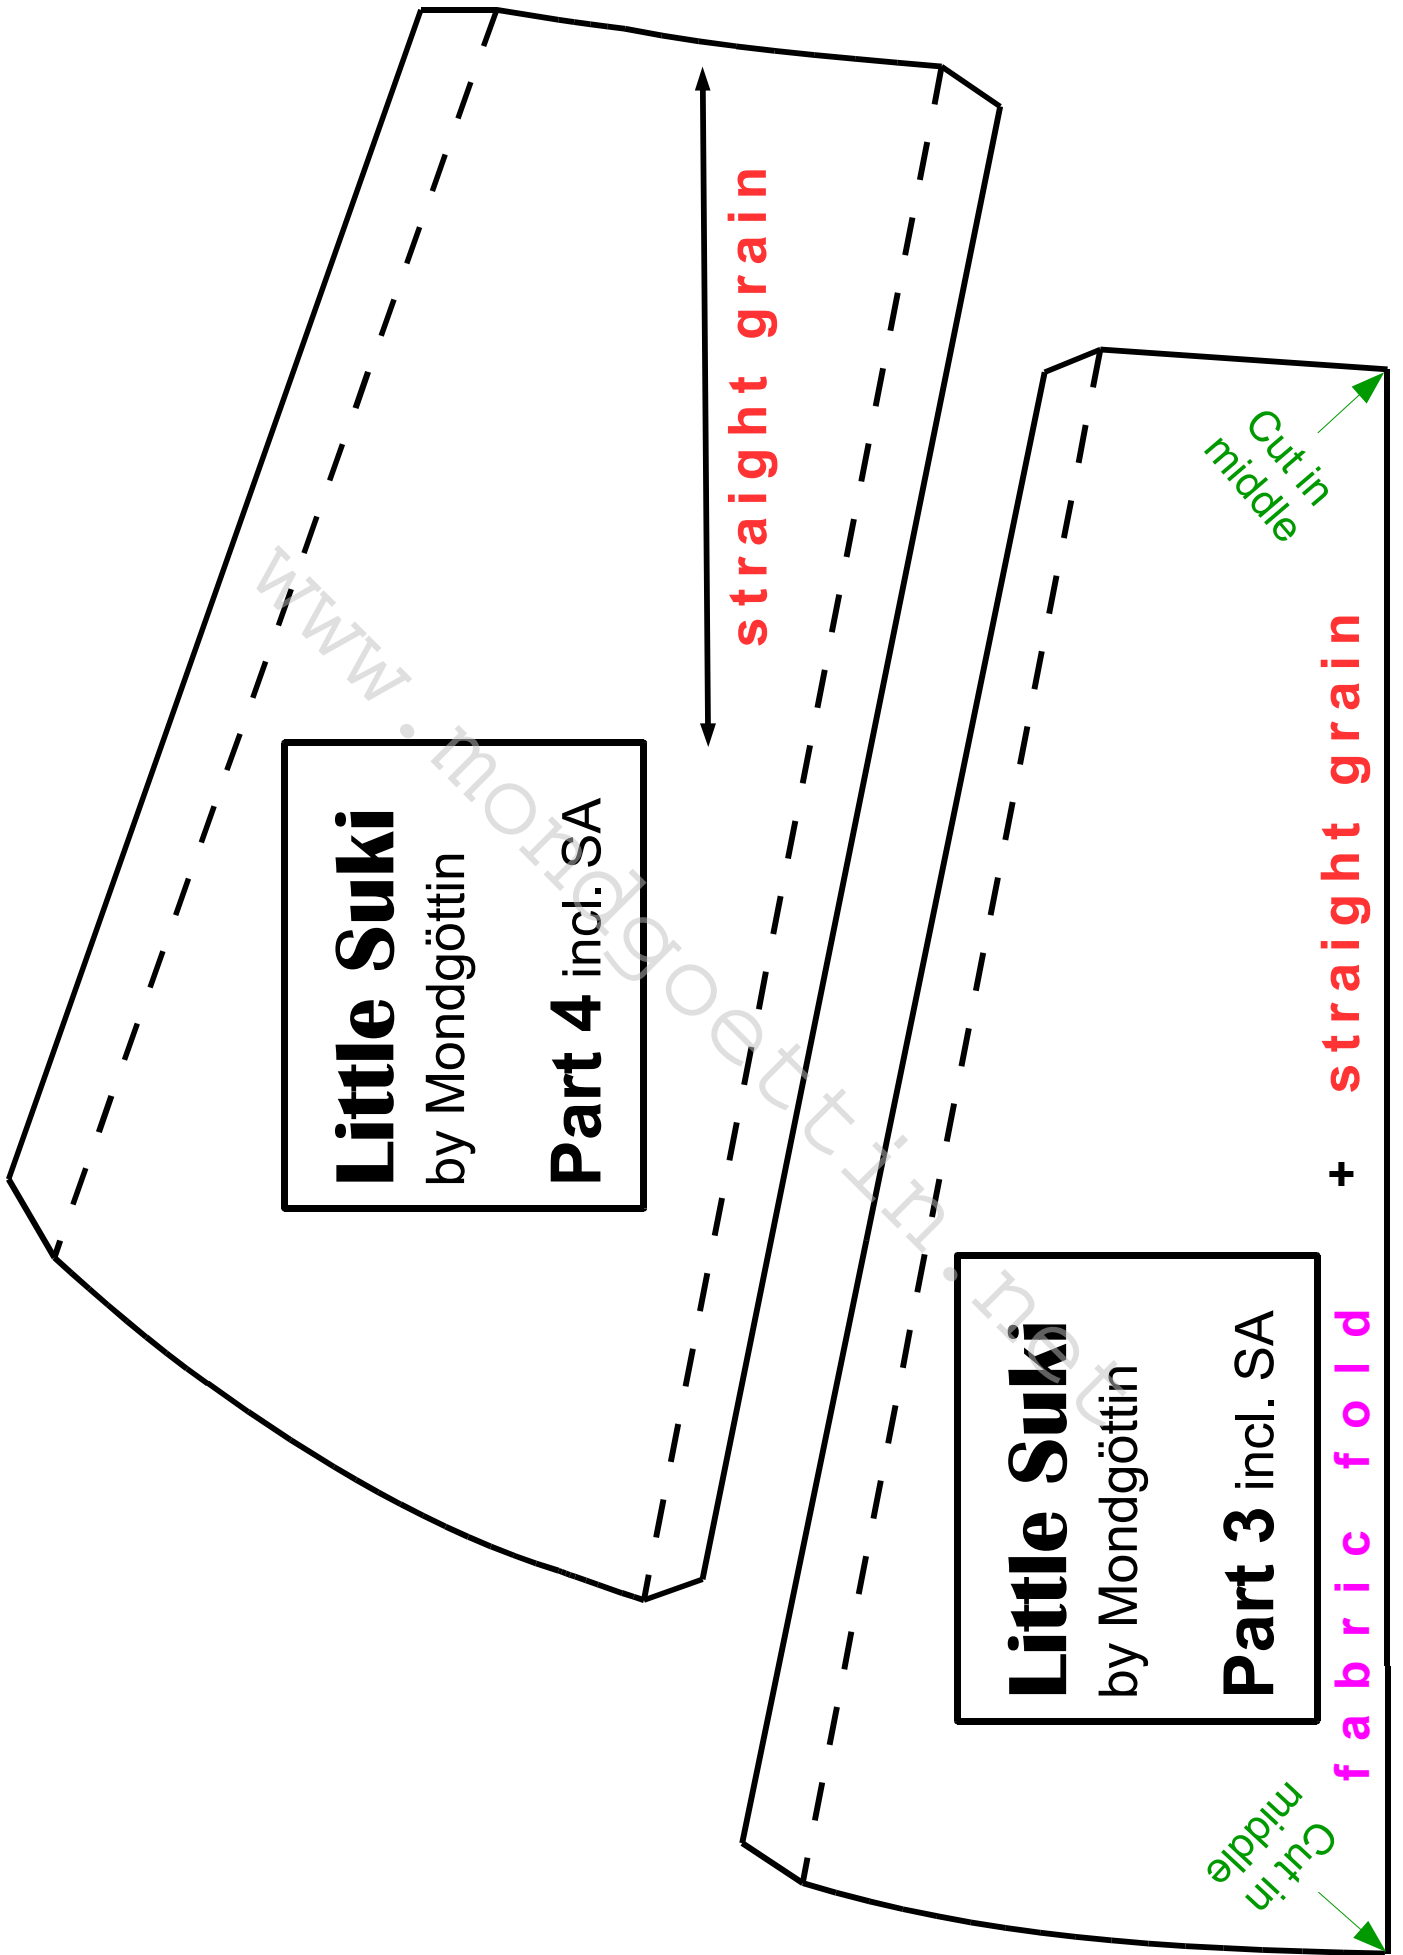 straight grain
Little Suki
by Mondgöttin
Part 4 incl. SA
www.mondgoettin.net
Cut in
middle
fabric fold + straight grain
Little Suki
by Mondgöttin
Part 3 incl. SA
Cut in
middle